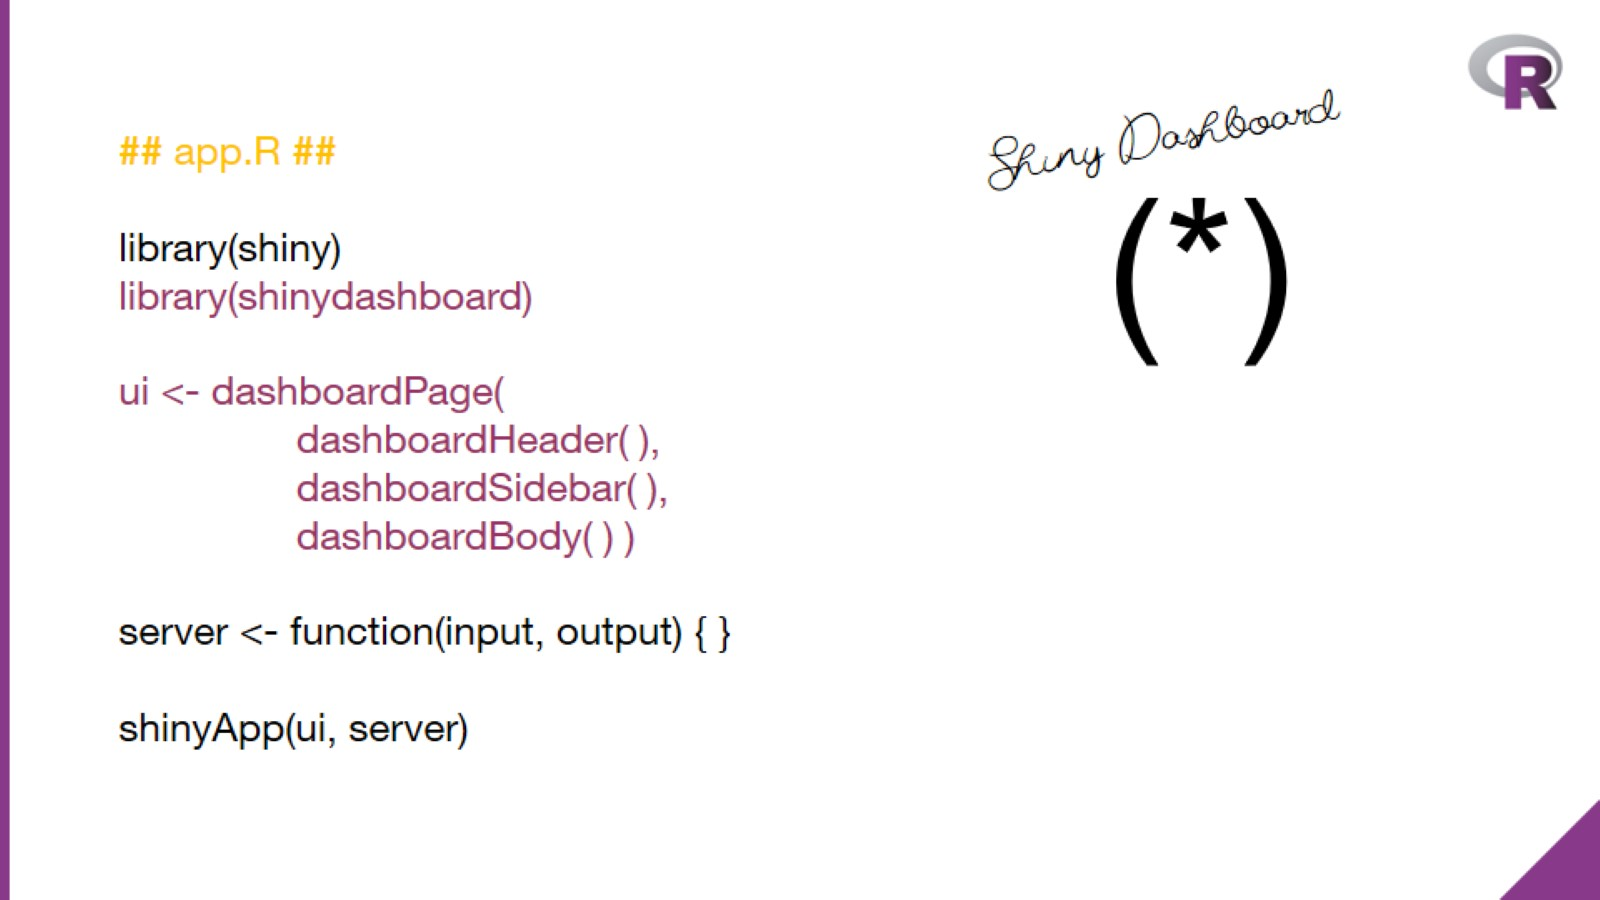 ## app.R ##
library(shiny)
library(shinydashboard)
ui <- dashboardPage(
dashboardHeader( ),
dashboardSidebar( ),
dashboardBody( ) )
server <- function(input, output) { }
shinyApp(ui, server)
Shiny Dashboard
(*)
R